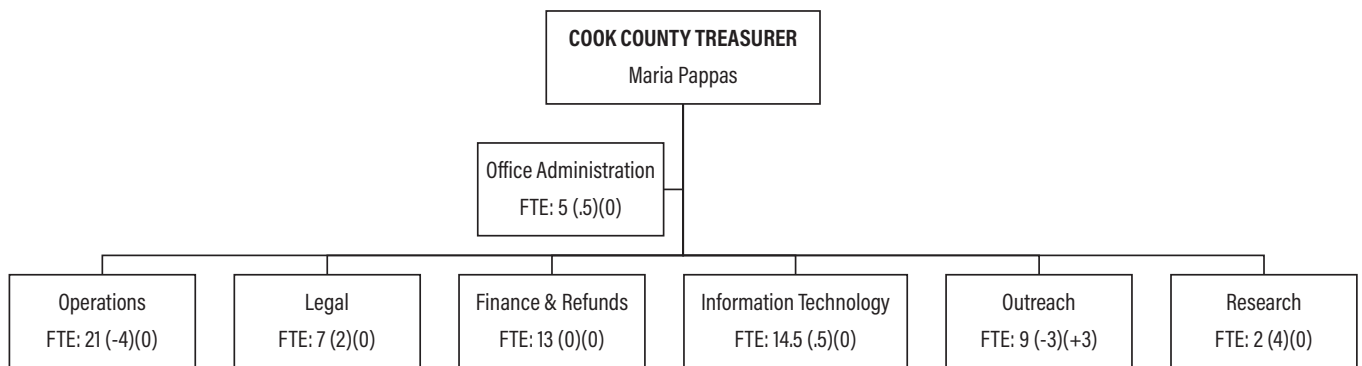 COOK COUNTY TREASURER
Maria Pappas
Office Administration
FTE: 5 (.5)(0)
Operations
FTE: 21 (-4)(0)
Legal
FTE: 7 (2)(0)
Finance & Refunds
FTE: 13 (0)(0)
Information Technology
FTE: 14.5 (.5)(0)
Outreach
FTE: 9 (-3)(+3)
Research
FTE: 2 (4)(0)